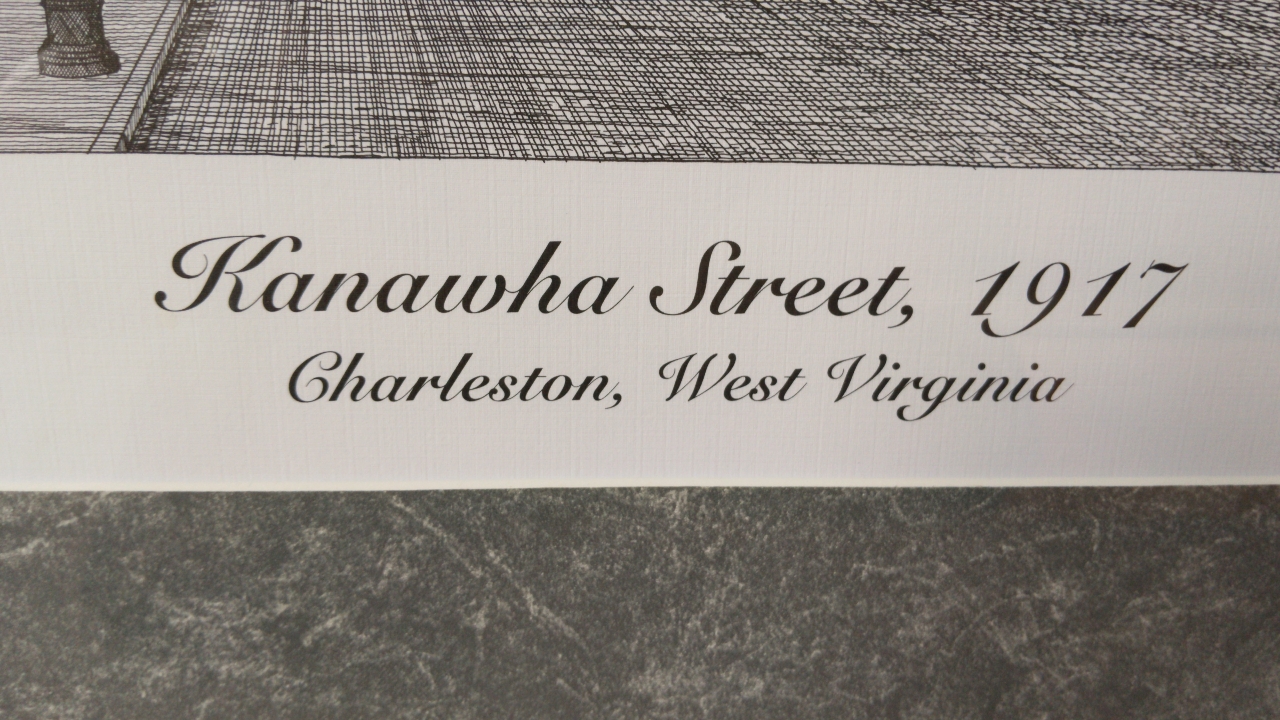 Kanawha Street, 1917
Charleston, West Virginia